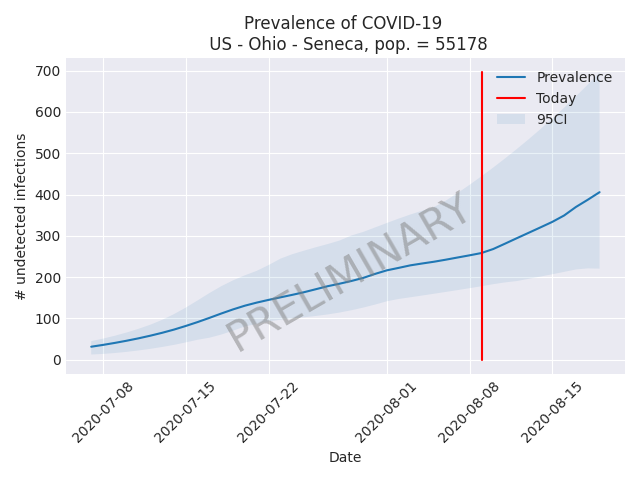 Prevalence of COVID-19
US - Ohio - Seneca, pop. = 55178
# undetected infections
700
600
500
400
300
200
100
0
Prevalence
Today
95CI
PRELIMINARY
2020-07-08
2020-07-15
2020-07-22
2020-08-01
2020-08-08
2020-08-15
Date